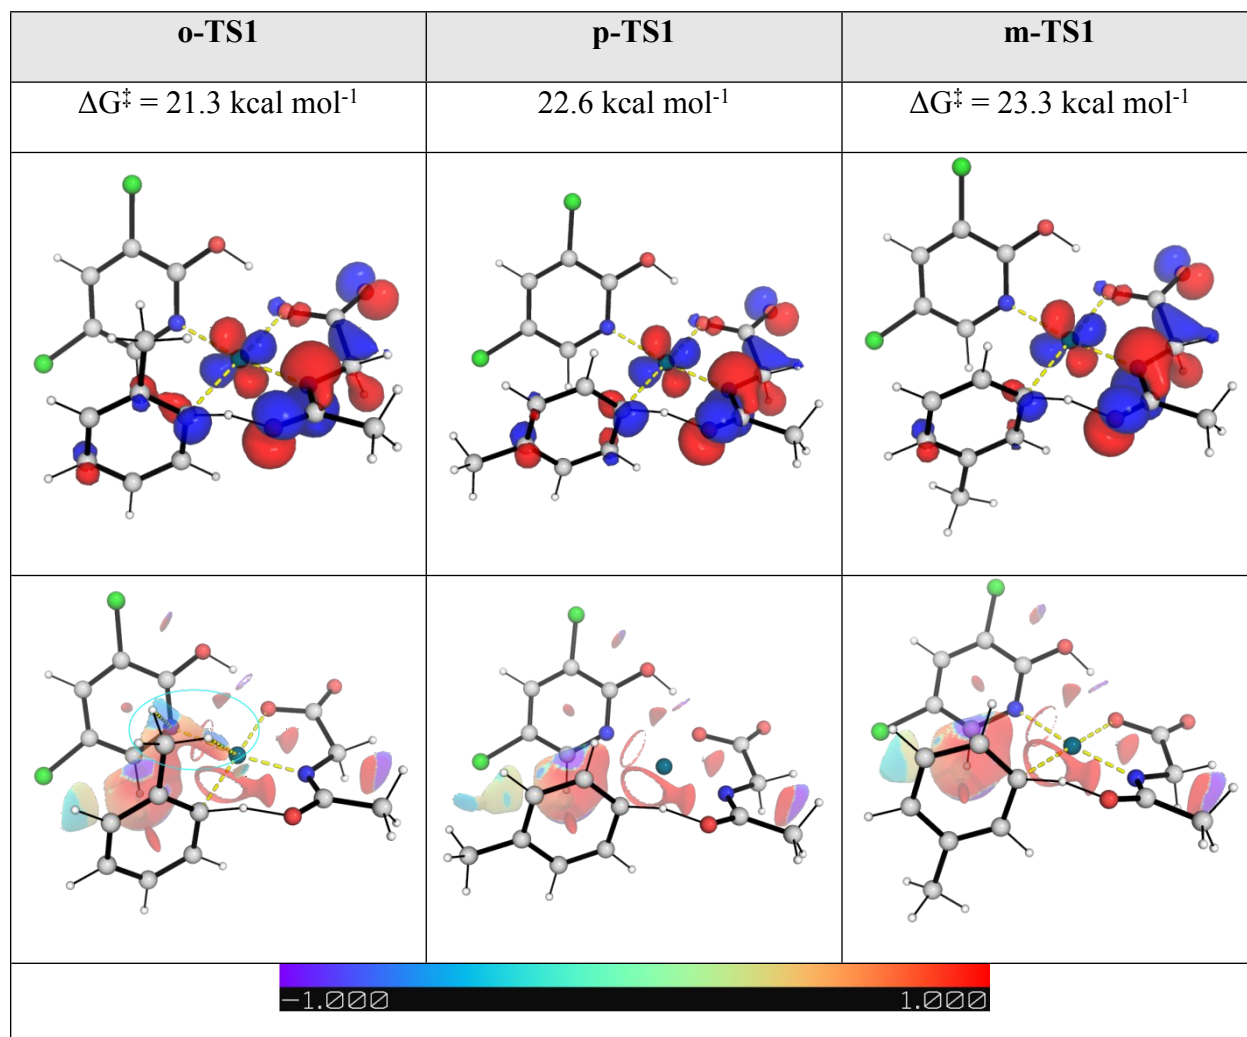 o-TS1 p-TS1 m-TS1
ΔG‡ = 21.3 kcal mol-1 22.6 kcal mol-1 ΔG‡ = 23.3 kcal mol-1
−1.000 1.000